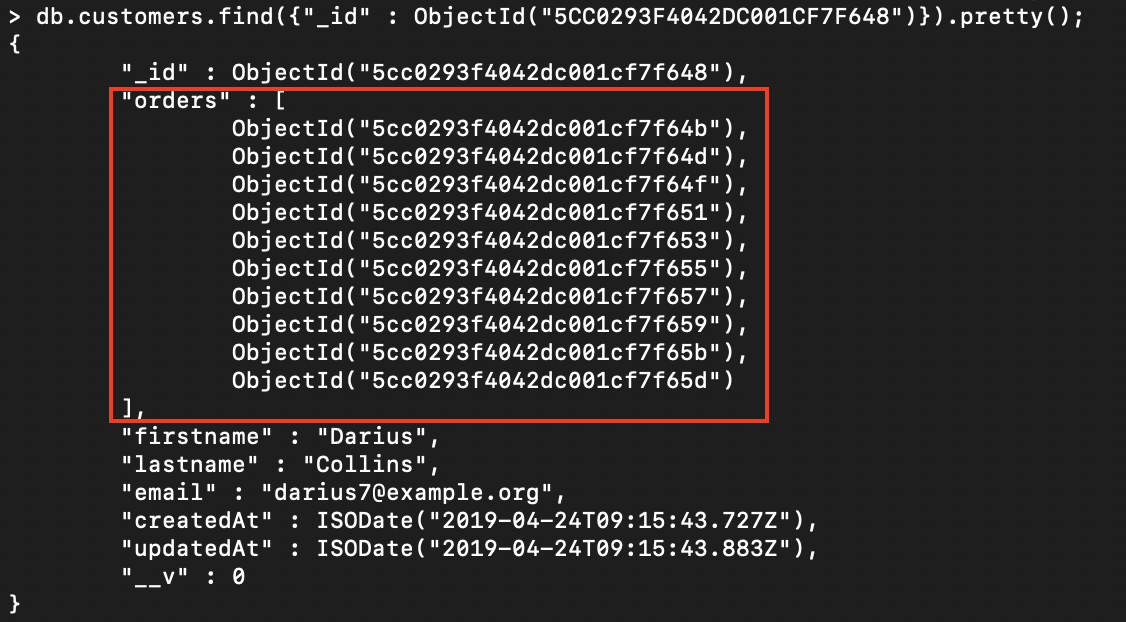 > db.customers.find({"_id" : ObjectId("5CC0293F4042DC001CF7F648")}).pretty();
{
"_id" : ObjectId("5cc0293f4042dc001cf7f648"),
"orders" : [
ObjectId("5cc0293f4042dc001cf7f64b"),
ObjectId("5cc0293f4042dc001cf7f64d"),
ObjectId("5cc0293f4042dc001cf7f64f"),
ObjectId("5cc0293f4042dc001cf7f651"),
ObjectId("5cc0293f4042dc001cf7f653"),
ObjectId("5cc0293f4042dc001cf7f655"),
ObjectId("5cc0293f4042dc001cf7f657"),
ObjectId("5cc0293f4042dc001cf7f659"),
ObjectId("5cc0293f4042dc001cf7f65b"),
ObjectId("5cc0293f4042dc001cf7f65d")
],
"firstname" : "Darius",
"lastname" : "Collins",
"email" : "darius7@example.org",
"createdAt" : ISODate("2019-04-24T09:15:43.727Z"),
"updatedAt" : ISODate("2019-04-24T09:15:43.883Z"),
"__v" : 0
}